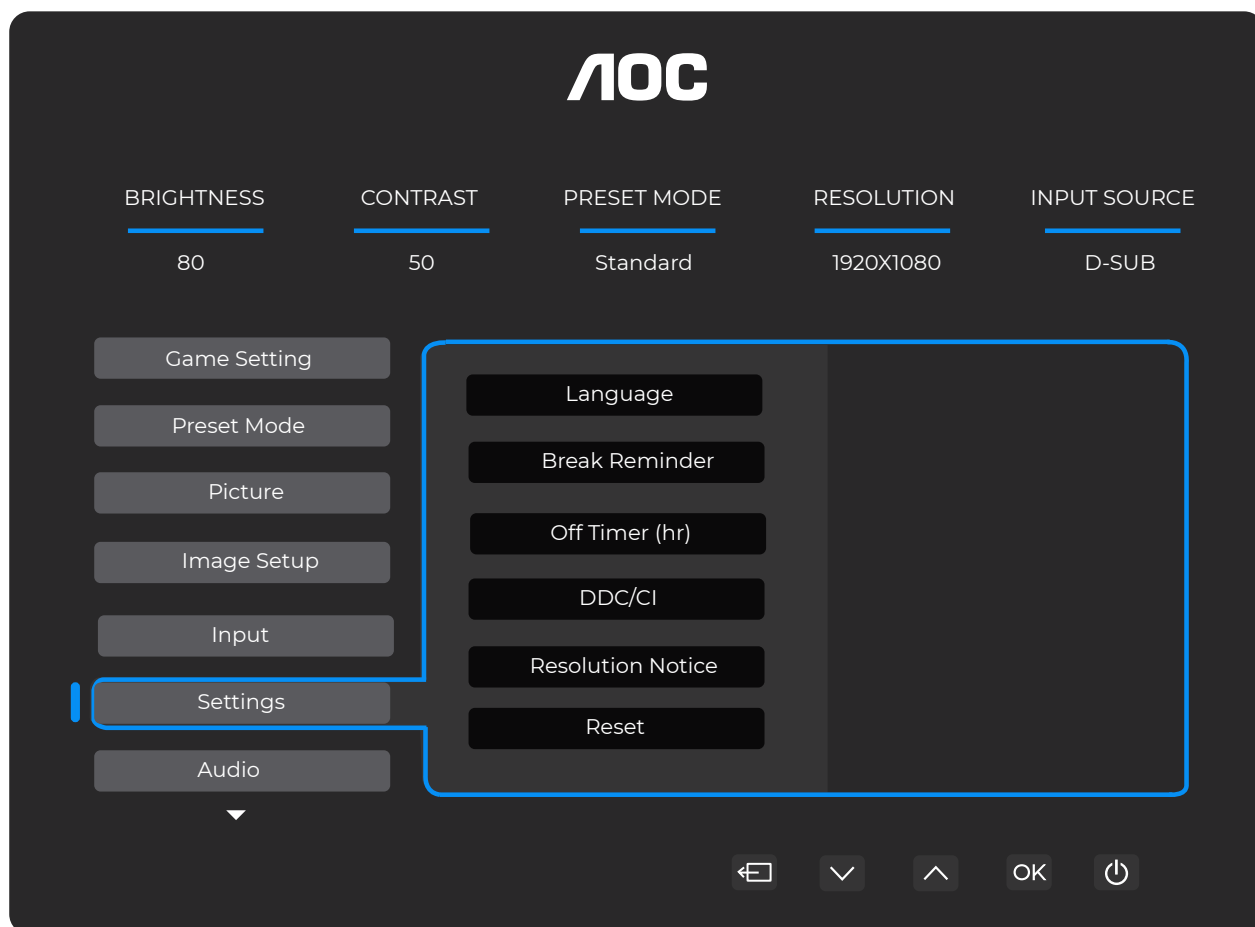 AOC
BRIGHTNESS CONTRAST PRESET MODE RESOLUTION INPUT SOURCE
80 50 Standard 1920X1080 D-SUB
Game Setting
Preset Mode
Picture
Image Setup
Input
Settings
Audio
Language
Break Reminder
Off Timer (hr)
DDC/CI
Resolution Notice
Reset
OK